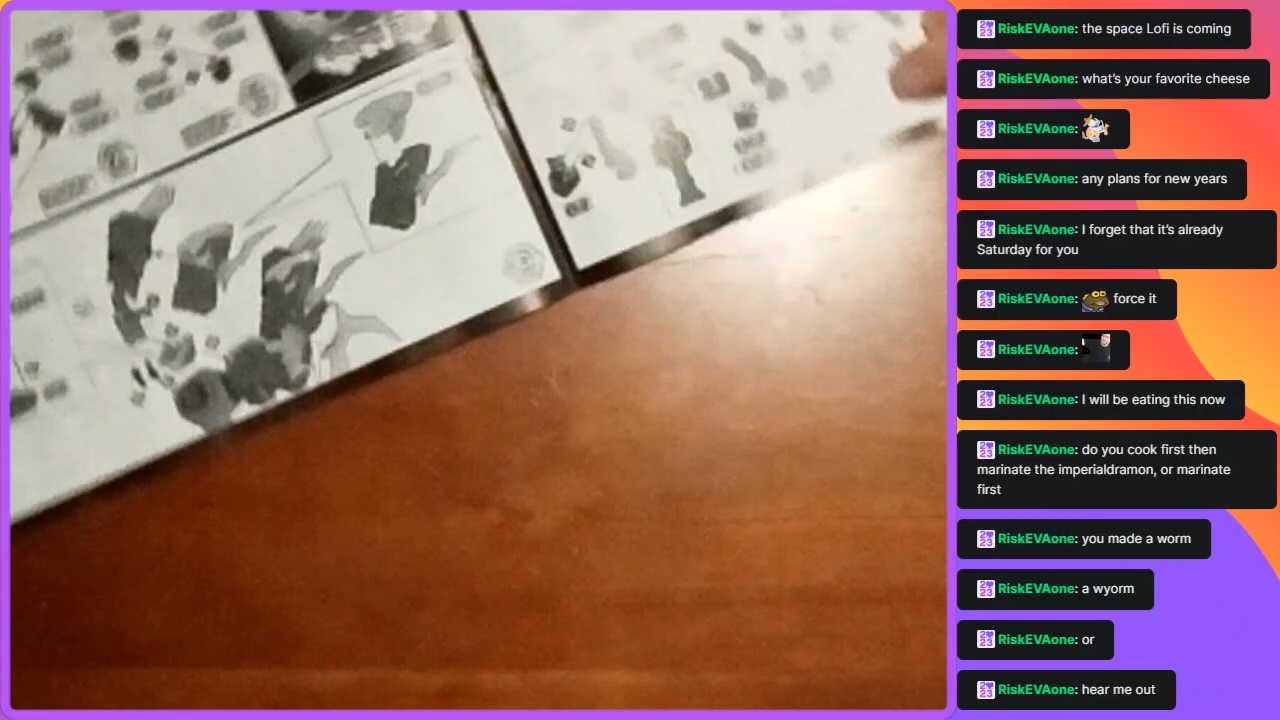 RiskEVAone: the space Lofi is coming
RiskEVAone: what's your favorite cheese
RiskEVAone:
RiskEVAone: any plans for new years
RiskEVAone: I forget that it's already
Saturday for you
RiskEVAone: force it
RiskEVAone:
RiskEVAone: I will be eating this now
RiskEVAone: do you cook first then
marinate the imperialdramon, or marinate
first
RiskEVAone: you made a worm
RiskEVAone: a wyorm
RiskEVAone: or
RiskEVAone: hear me out